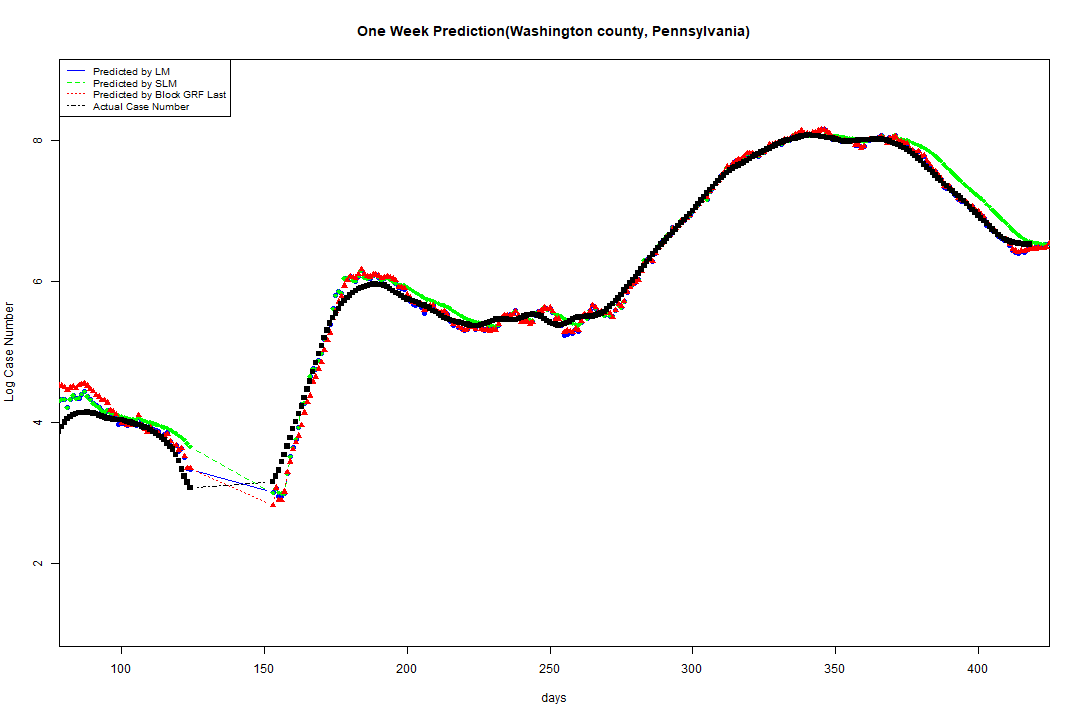 One Week Prediction(Washington county, Pennsylvania)
Predicted by LM
Predicted by SLM
Predicted by Block GRF Last
Actual Case Number
8
6
4
2
Log Case Number
100 150 200 250 300 350 400
days